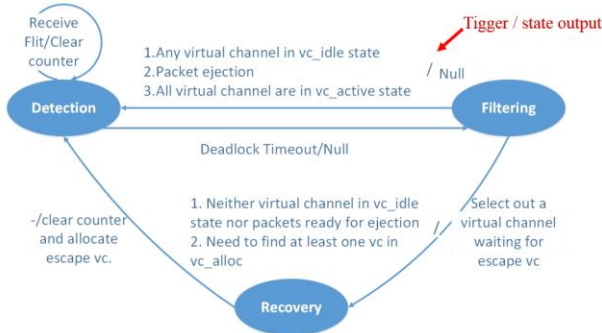 Tigger / state output
Receive
Flit/Clear
counter
1.Any virtual channel in vc_idle state
2.Packet ejection
3.All virtual channel are in vc_active state
/ Null
Detection
Filtering
Deadlock Timeout/Null
-/clear counter
and allocate
escape vc.
1. Neither virtual channel in vc_idle
state nor packets ready for ejection
2. Need to find at least one vc in
vc_alloc
/
Select out a
virtual channel
waiting for
escape vc
Recovery